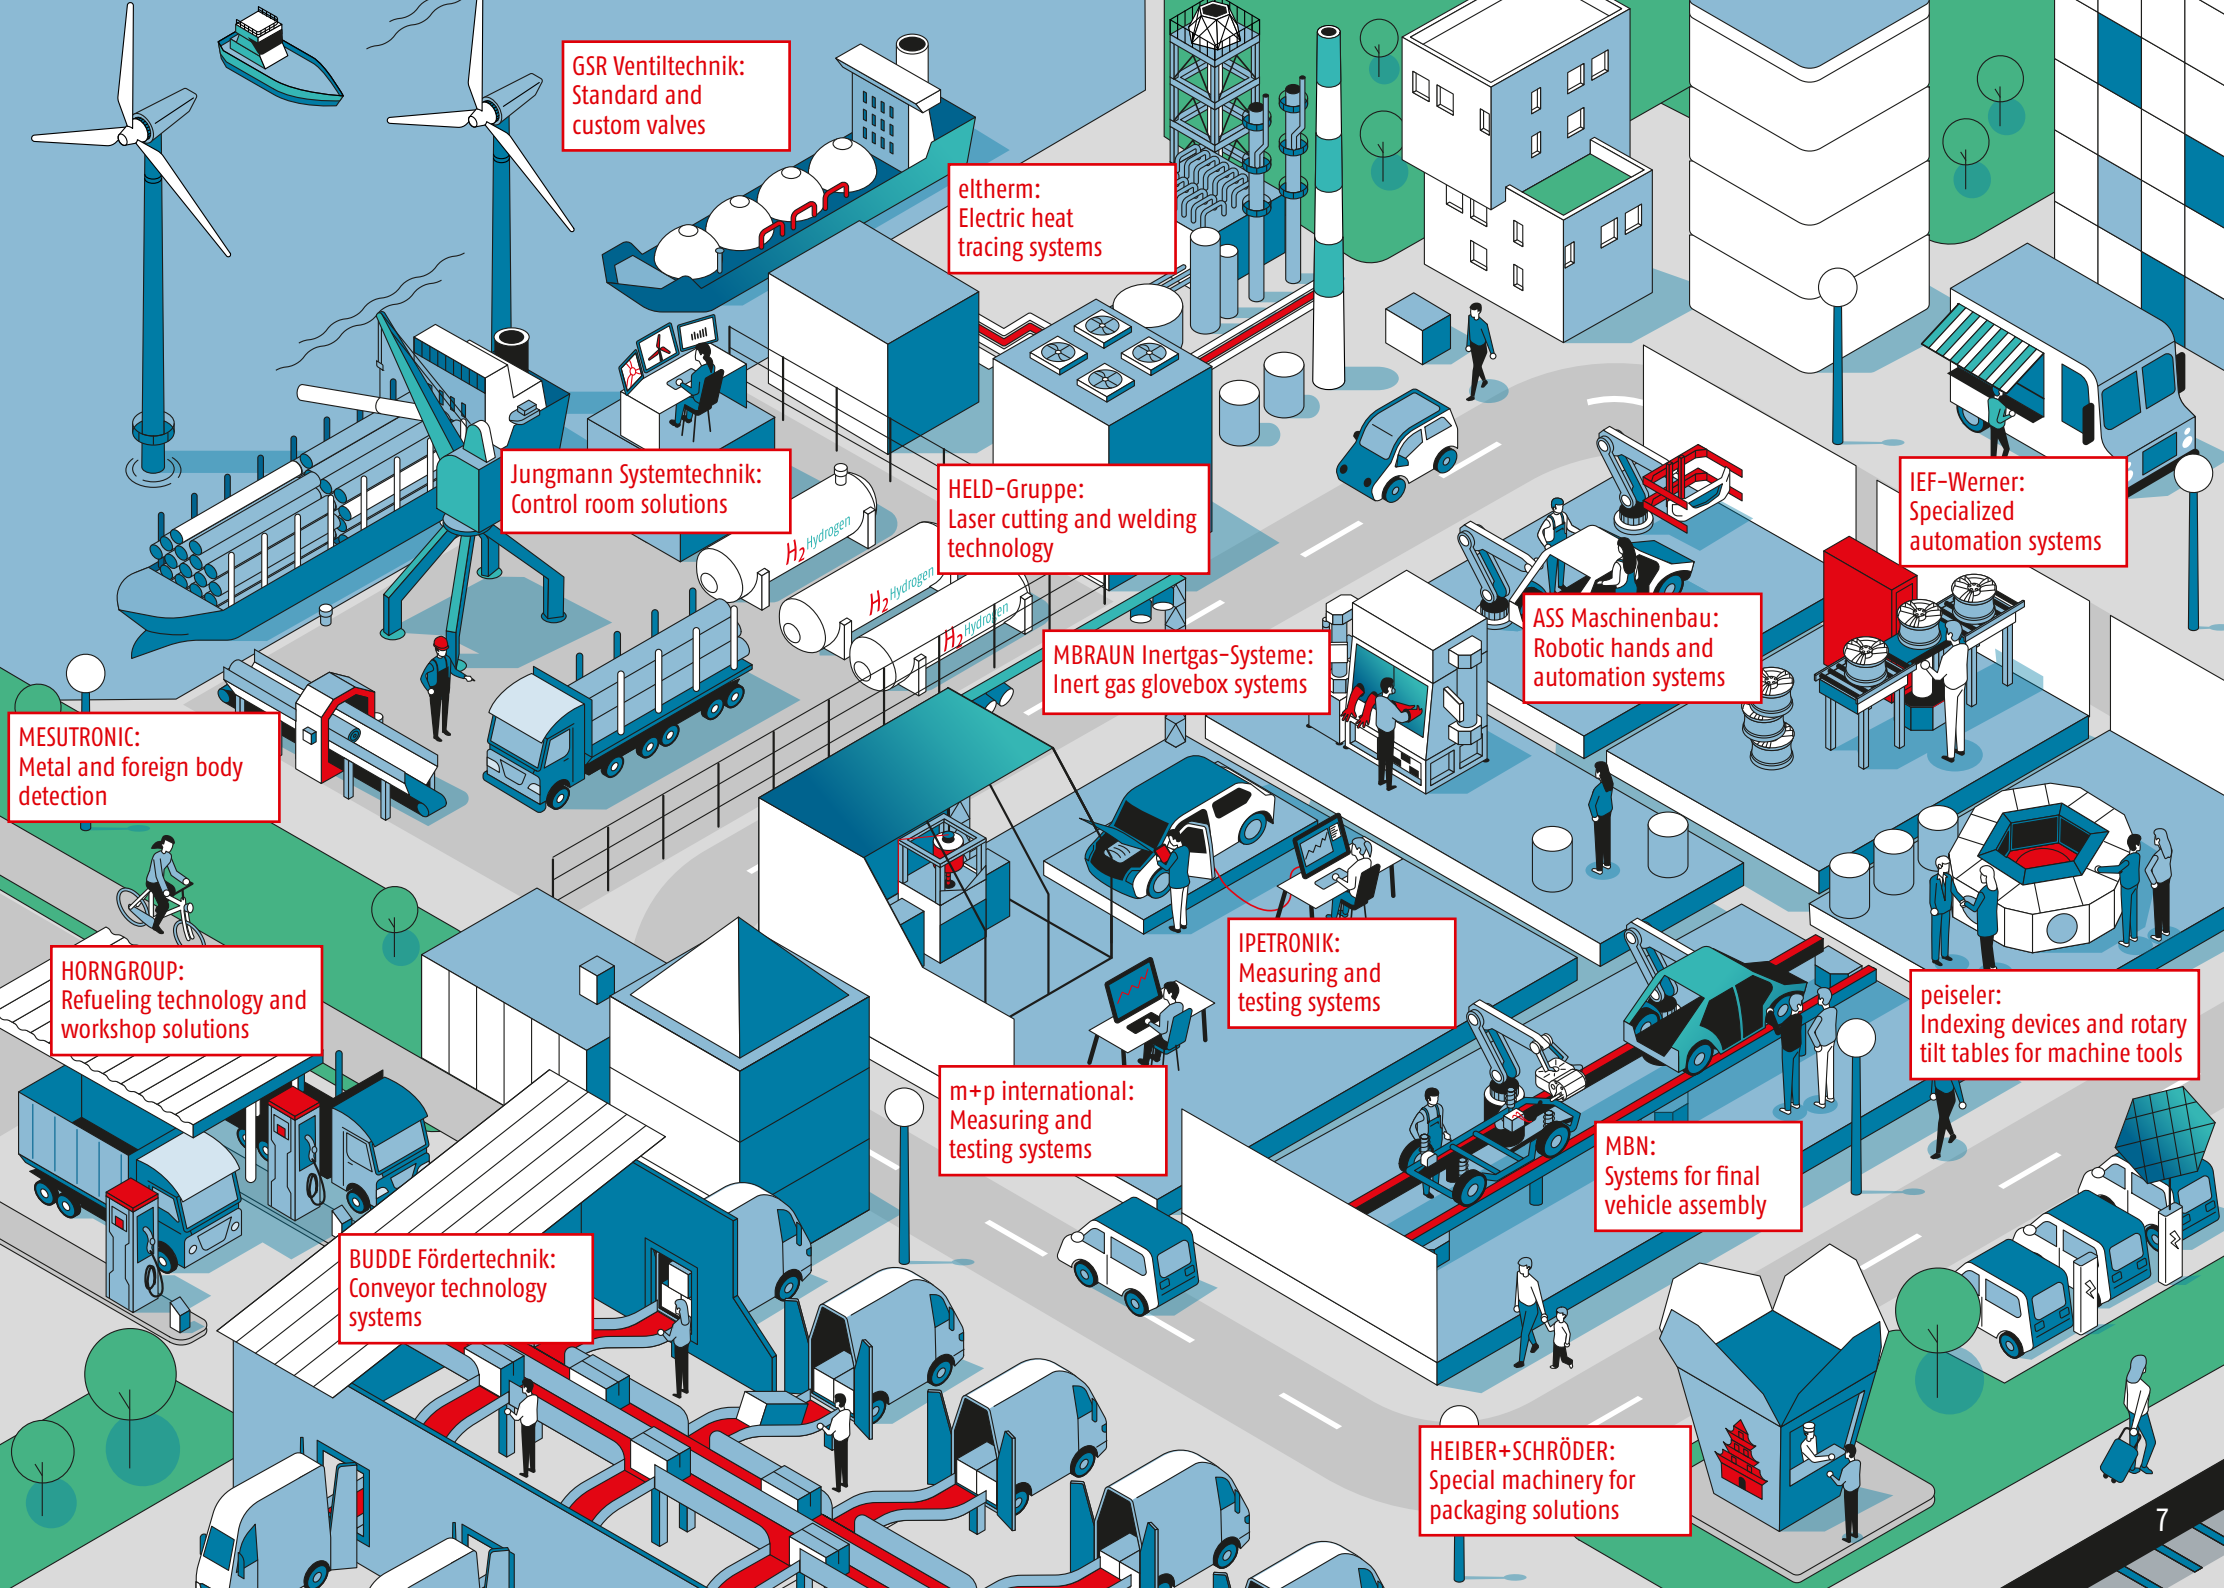 GSR Ventiltechnik:
Standard and
custom valves
eltherm:
Electric heat
tracing systems
Jungmann Systemtechnik:
Control room solutions
HELD-Gruppe:
Laser cutting and welding
technology
IEF-Werner:
Specialized
automation systems
H2 Hydrogen
H2 Hydrogen
H2 Hydrogen
ASS Maschinenbau:
Robotic hands and
automation systems
MBRAUN Inertgas-Systeme:
Inert gas glovebox systems
MESUTRONIC:
Metal and foreign body
detection
IPETRONIK:
Measuring and
testing systems
HORNGROUP:
Refueling technology and
workshop solutions
peiseler:
Indexing devices and rotary
tilt tables for machine tools
m+p international:
Measuring and
testing systems
MBN:
Systems for final
vehicle assembly
BUDDE Fördertechnik:
Conveyor technology
systems
HEIBER+SCHRÖDER:
Special machinery for
packaging solutions
7